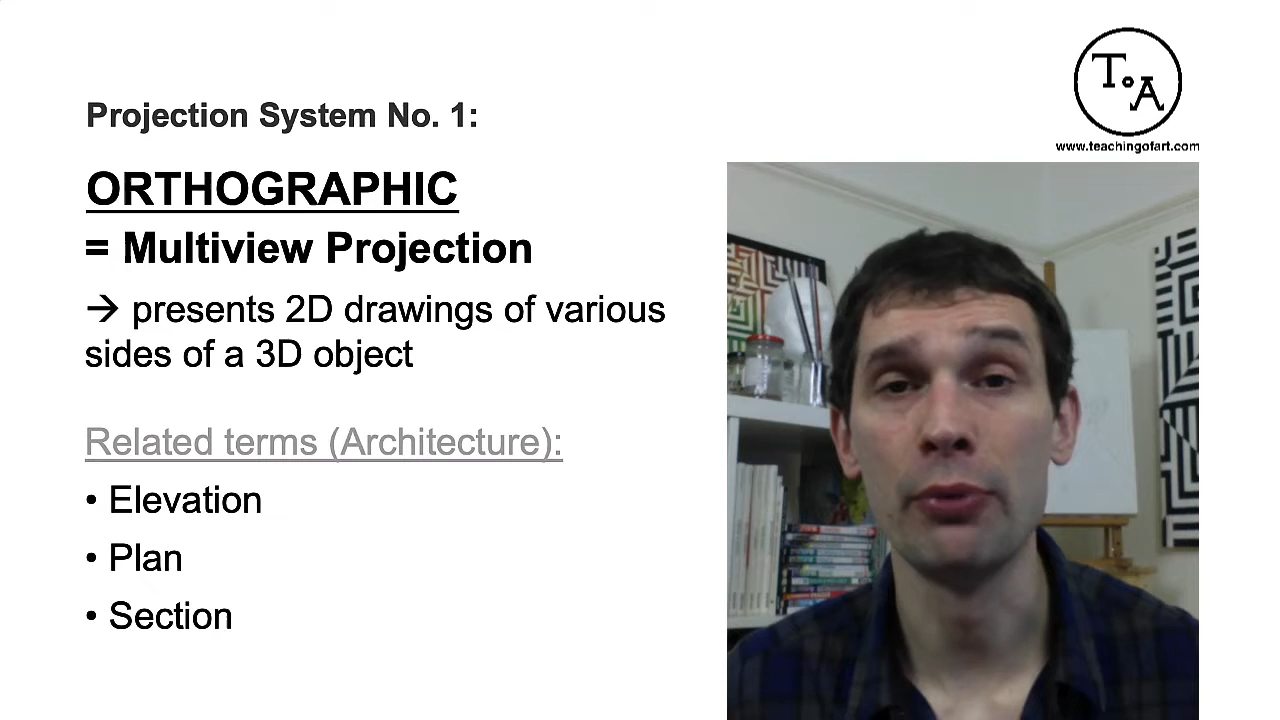 Projection System No. 1:
ORTHOGRAPHIC
= Multiview Projection
→ presents 2D drawings of various
sides of a 3D object
Related terms (Architecture):
• Elevation
• Plan
• Section
T.A
www.teachingofart.com